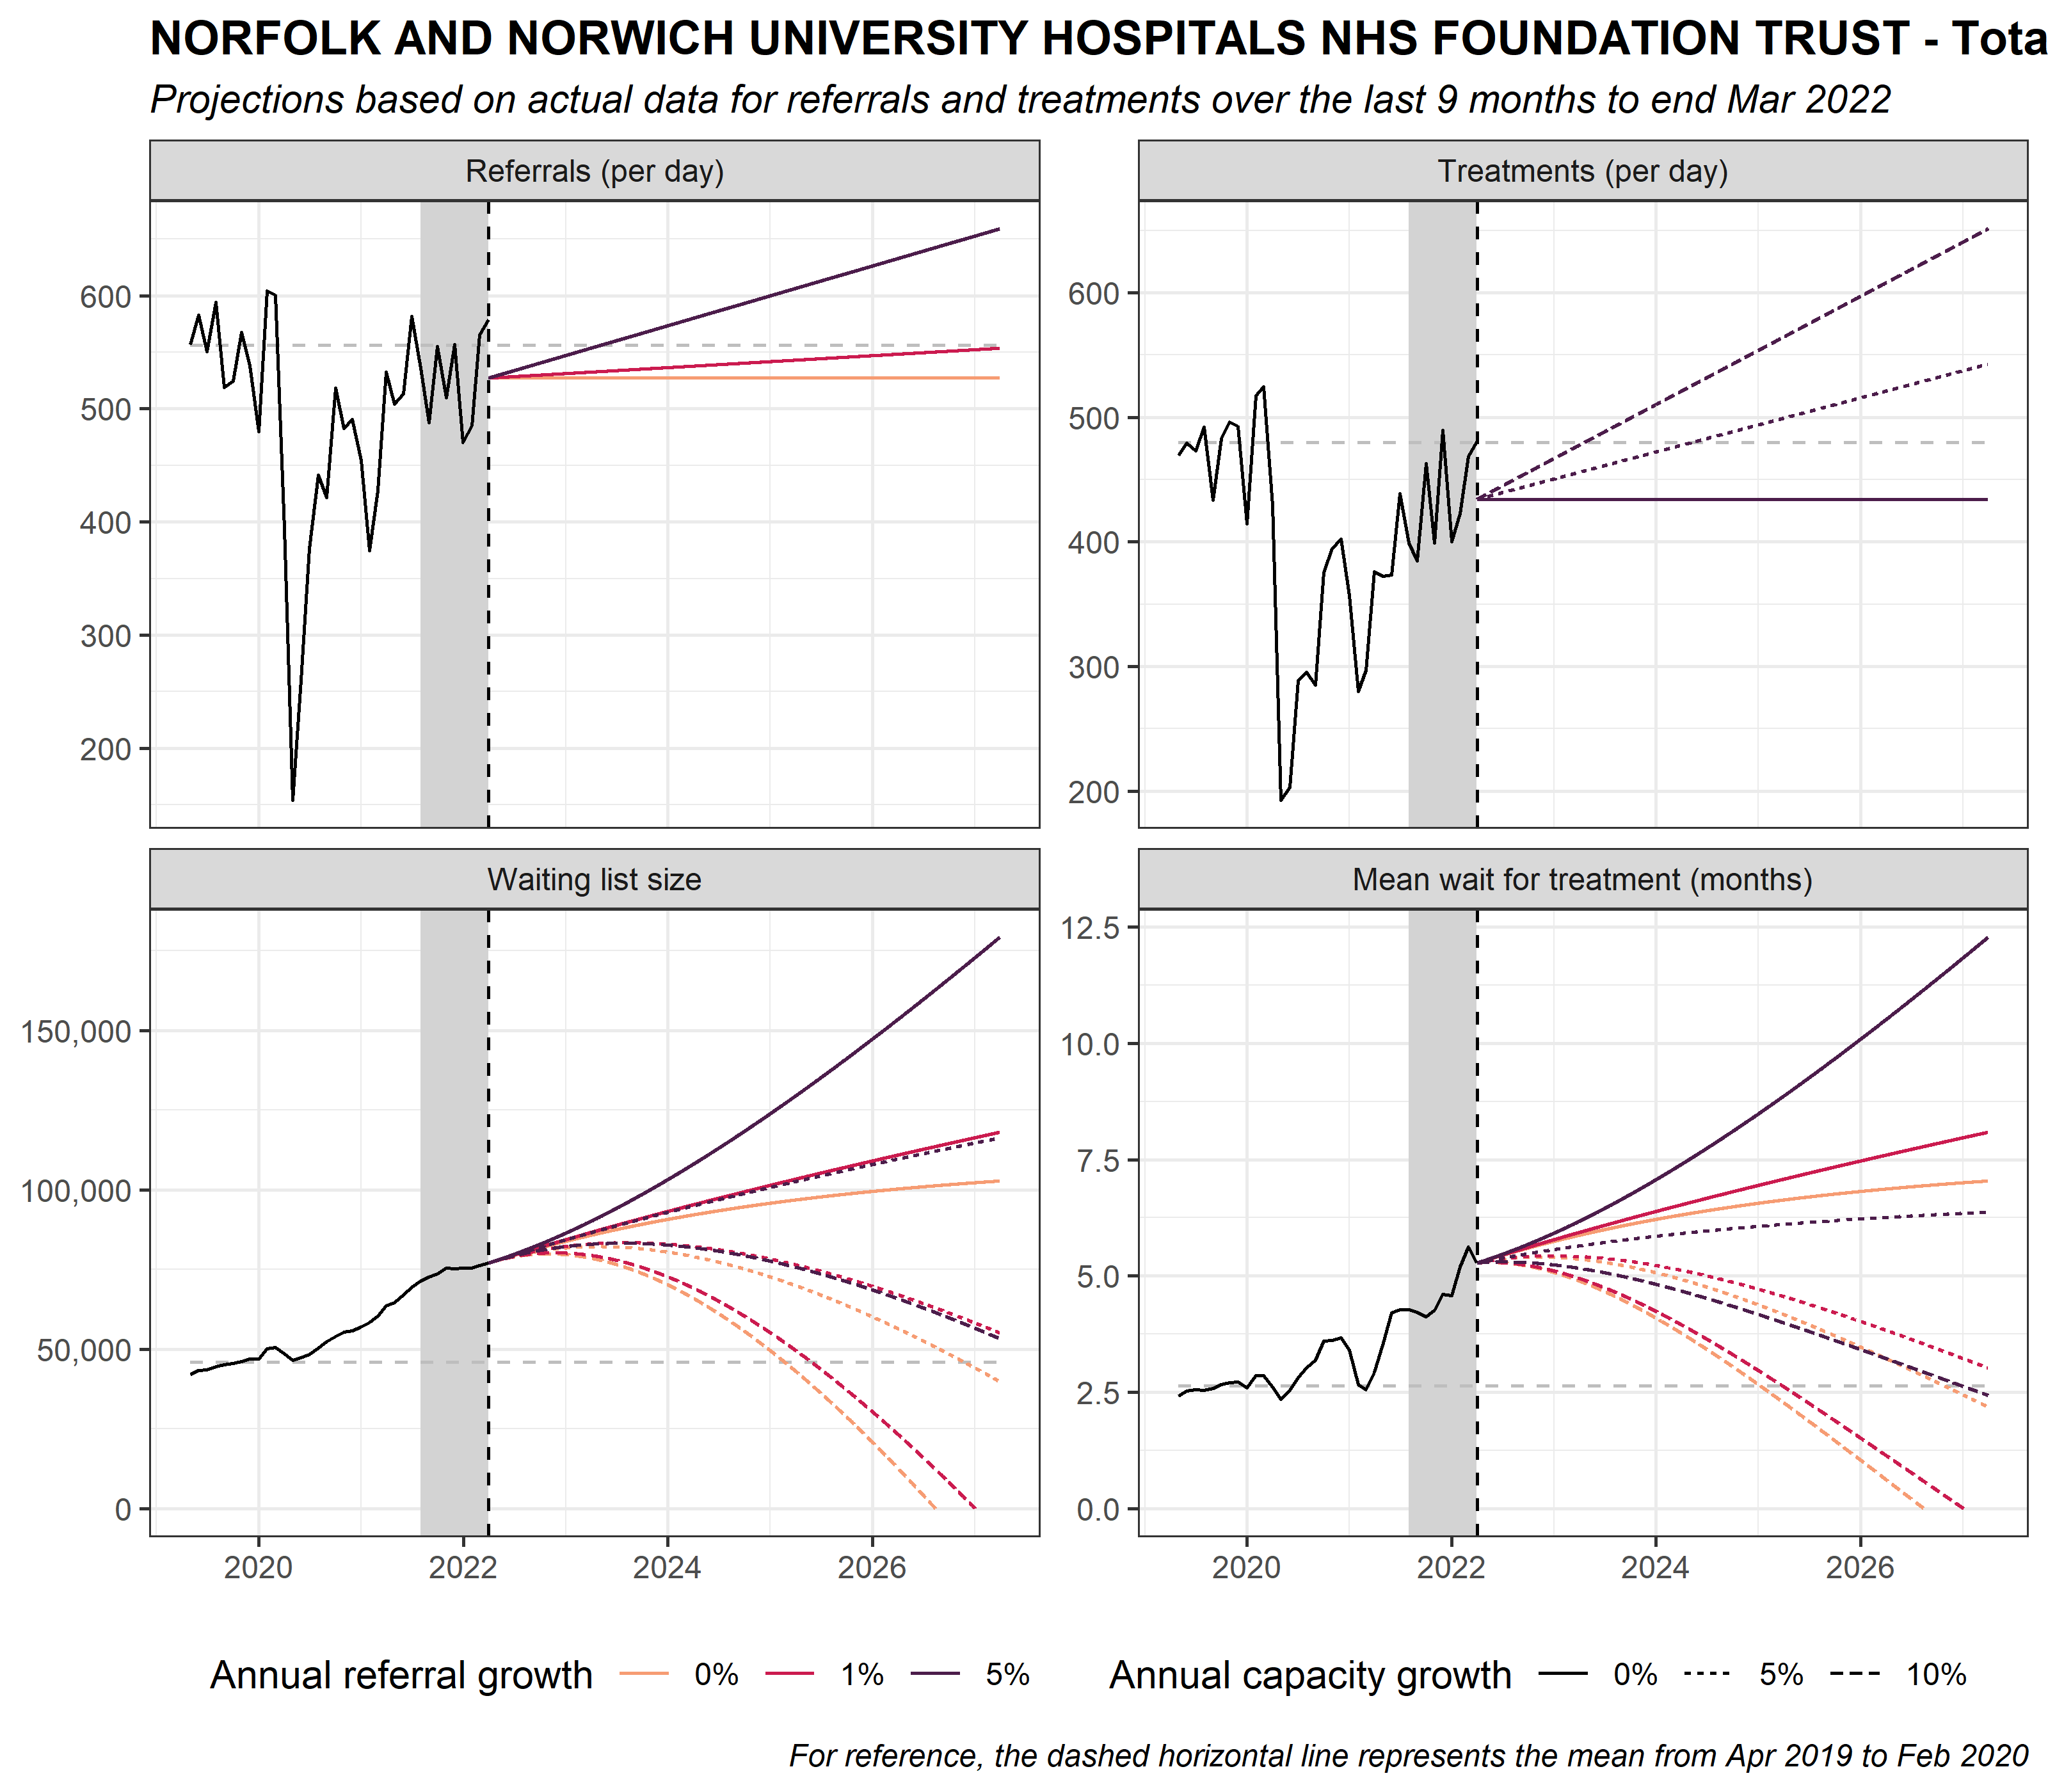 NORFOLK AND NORWICH UNIVERSITY HOSPITALS NHS FOUNDATION TRUST - Tota
Projections based on actual data for referrals and treatments over the last 9 months to end Mar 2022
Referrals (per day)
600
500
400
300
200
Treatments (per day)
600
500
400
300
200
Waiting list size
150,000
100,000
50,000
0
2020 2022 2024 2026
Mean wait for treatment (months)
12.5
10.0
7.5
5.0
2.5
0.0
2020 2022 2024 2026
Annual referral growth 0% 1% 5%
Annual capacity growth 0% 5% 10%
For reference, the dashed horizontal line represents the mean from Apr 2019 to Feb 2020